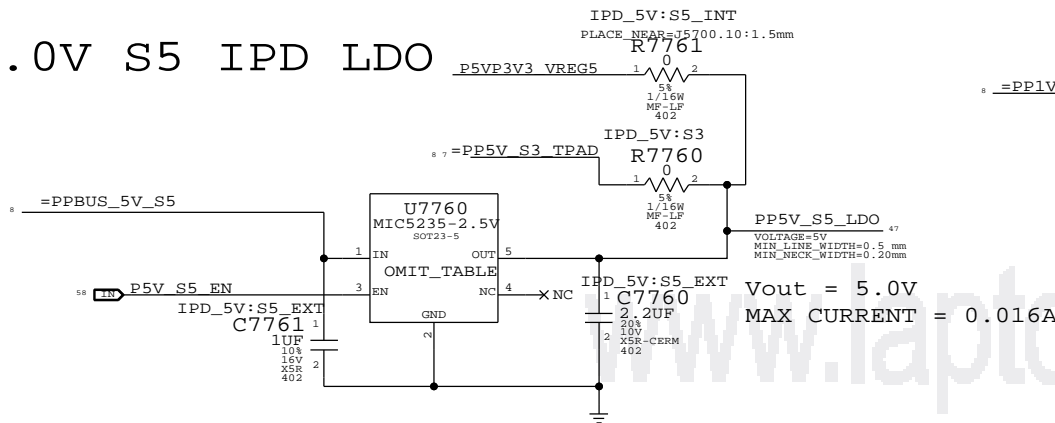 .0V S5 IPD LDO
IPD_5V:S5_INT
PLACE_NEAR=J5700.10:1.5mm
R7761
P5VP3V3_VREG5
1
0
2
5%
1/16W
MF-LF
402
8 =PP1V
IPD_5V:S3
8 7 =PP5V_S3_TPAD
R7760
1
0
2
5%
1/16W
MF-LF
402
8 =PPBUS_5V_S5
U7760
MIC5235-2.5V
SOT23-5
1 IN
OUT 5
OMIT_TABLE
3 EN
NC 4
NC
GND
2
PP5V_S5_LDO 47
VOLTAGE=5V
MIN_LINE_WIDTH=0.5 mm
MIN_NECK_WIDTH=0.20mm
58 IN P5V_S5_EN
IPD_5V:S5_EXT
C7761 1
1UF
10%
16V
X5R
402
2
IPD_5V:S5_EXT
1 C7760
2.2UF
20%
10V
2 X5R-CERM
402
Vout = 5.0V
MAX CURRENT = 0.016A
www.lapto